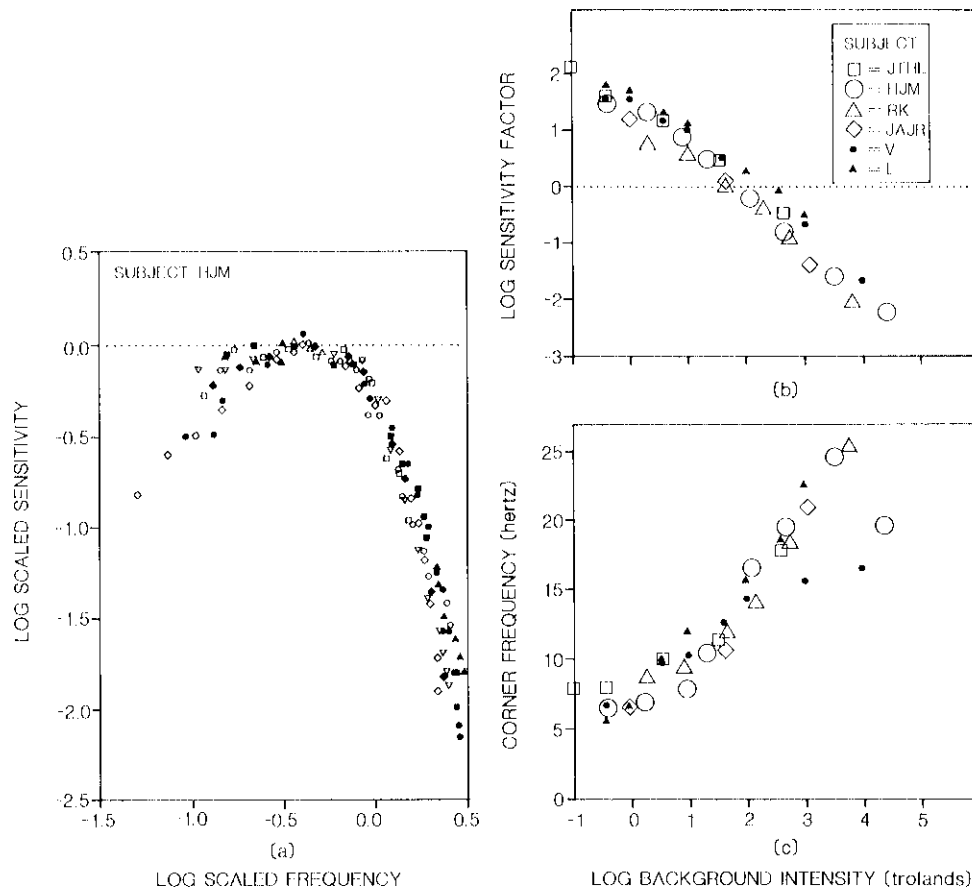 SUBJECT HJM
LOG SCALED SENSITIVITY
0.5
0.0
-0.5
-1.0
-1.5
-2.0
-2.5
-1.5
-1.0
-0.5
0.0
0.5
(a)
LOG SCALED FREQUENCY
LOG SENSITIVITY FACTOR
2
1
0
-1
-2
-3
SUBJECT
= JTHL
= HJM
= RK
= JAJR
= V
= L
(b)
CORNER FREQUENCY (hertz)
25
20
15
10
5
0
-1
0
1
2
3
4
5
(c)
LOG BACKGROUND INTENSITY (trolands)